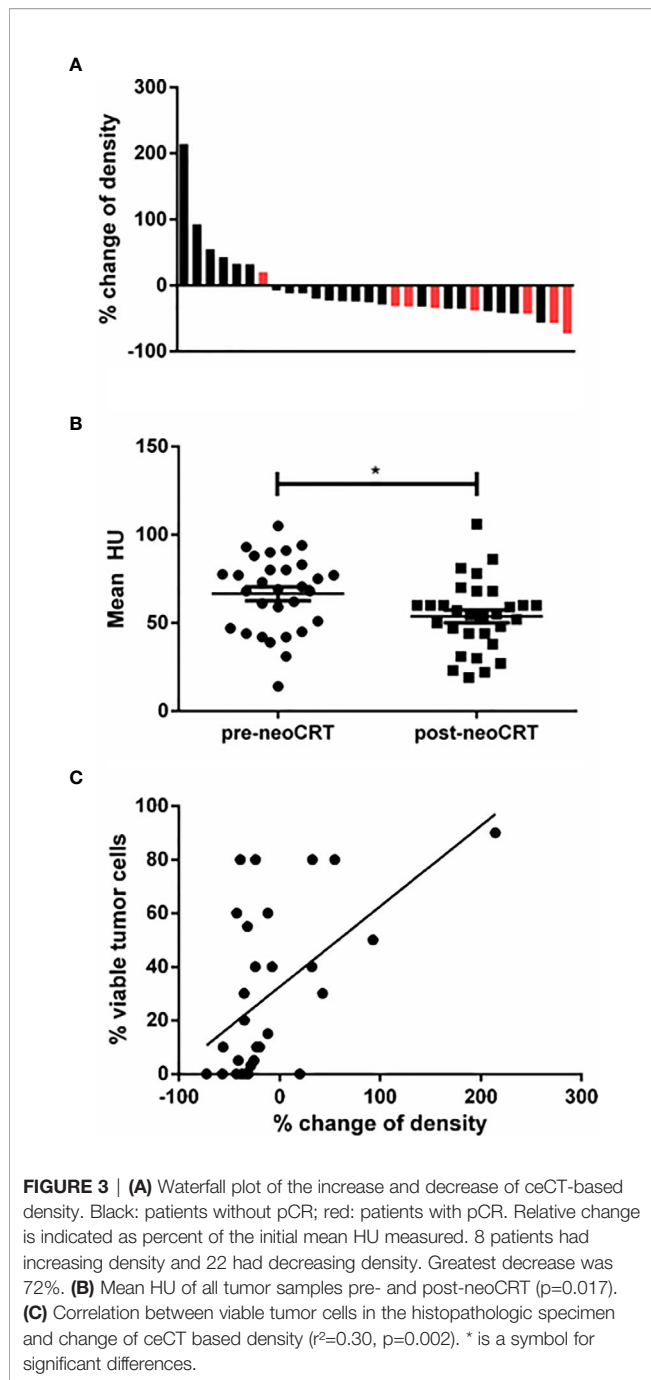 A
300
200
100
0
-100
% change of density
B
150
100
50
0
Mean HU
*
pre-neoCRT post-neoCRT
C
100
80
60
40
20
0
% viable tumor cells
-100 0 100 200 300
% change of density
FIGURE 3 | (A) Waterfall plot of the increase and decrease of ceCT-based
density. Black: patients without pCR; red: patients with pCR. Relative change
is indicated as percent of the initial mean HU measured. 8 patients had
increasing density and 22 had decreasing density. Greatest decrease was
72%. (B) Mean HU of all tumor samples pre- and post-neoCRT (p=0.017).
(C) Correlation between viable tumor cells in the histopathologic specimen
and change of ceCT based density (r²=0.30, p=0.002). * is a symbol for
significant differences.